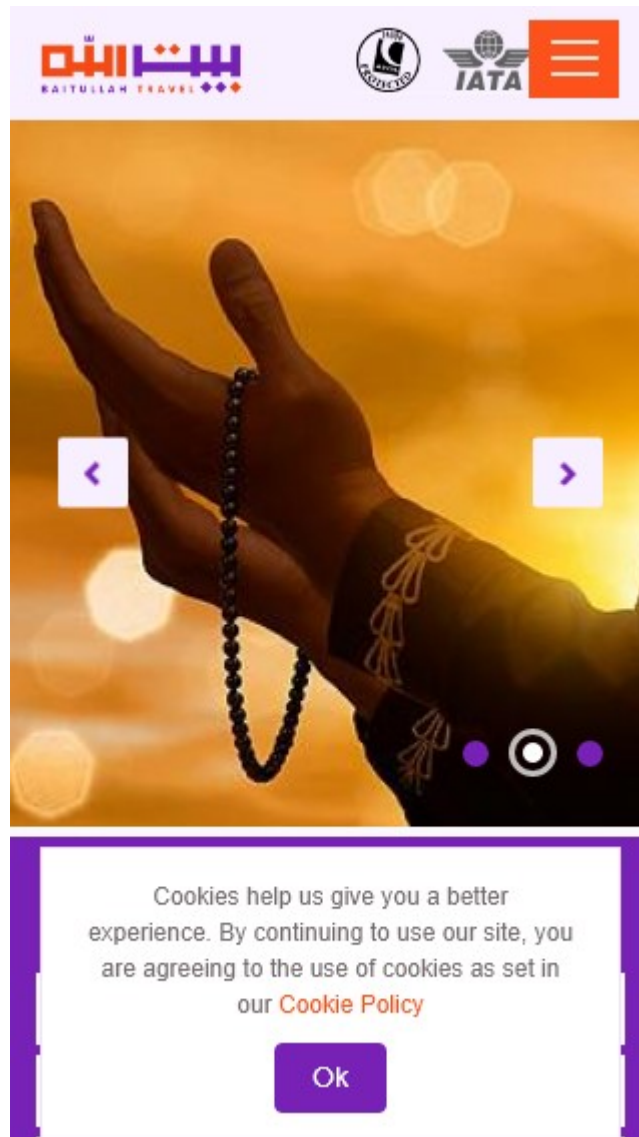 بيت الله
BAITULLAH TRAVEL
PROTECTED
IATA
Cookies help us give you a better
experience. By continuing to use our site, you
are agreeing to the use of cookies as set in
our Cookie Policy
Ok